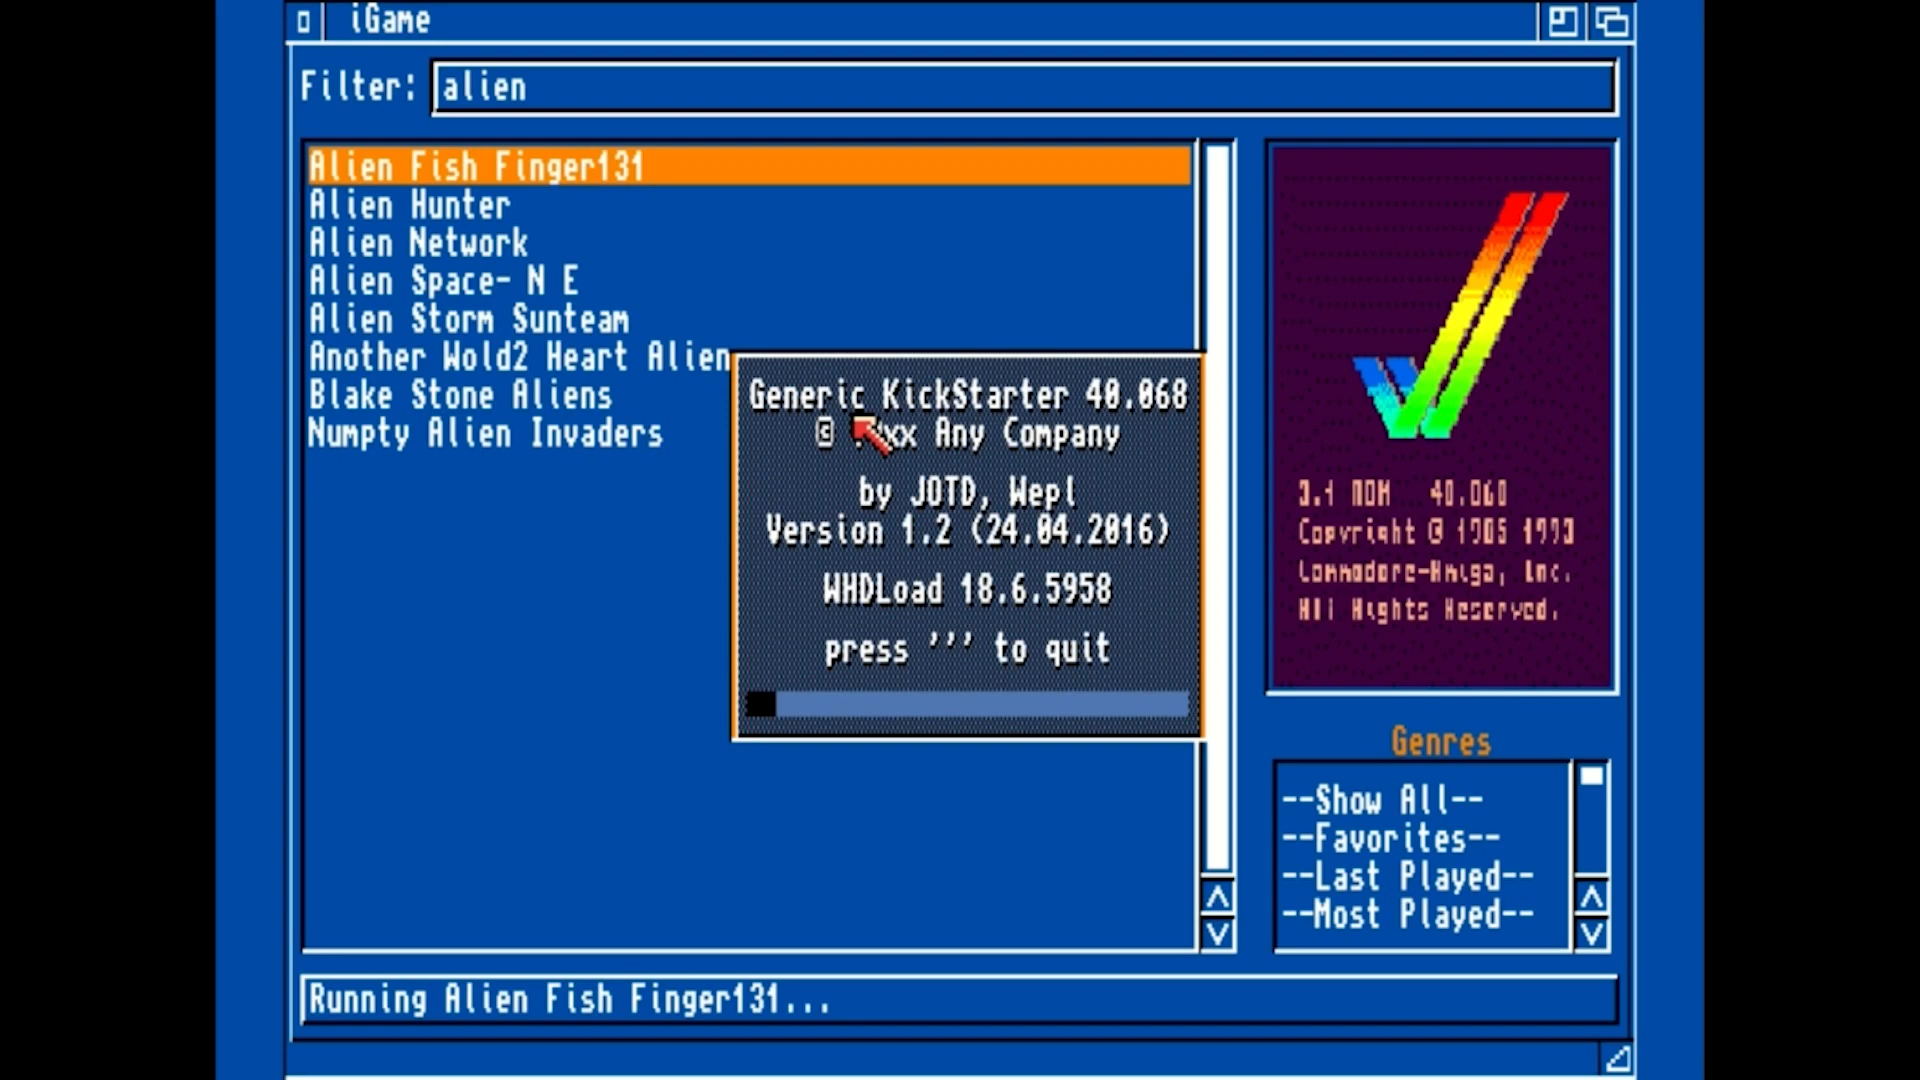 iGame
Filter: alien
Alien Fish Finger131
Alien Hunter
Alien Network
Alien Space- N E
Alien Storm Sunteam
Another Wold2 Heart Alien
Blake Stone Aliens
Numpty Alien Invaders
Generic KickStarter 40.068
© xx Any Company
by JOTD, Wepl
Version 1.2 (24.04.2016)
WHDLoad 18.6.5958
press ''' to quit
Copyright ©
Commodore-Amiga, Inc.
All Rights Reserved.
Genres
--Show All--
--Favorites--
--Last Played--
--Most Played--
Running Alien Fish Finger131...